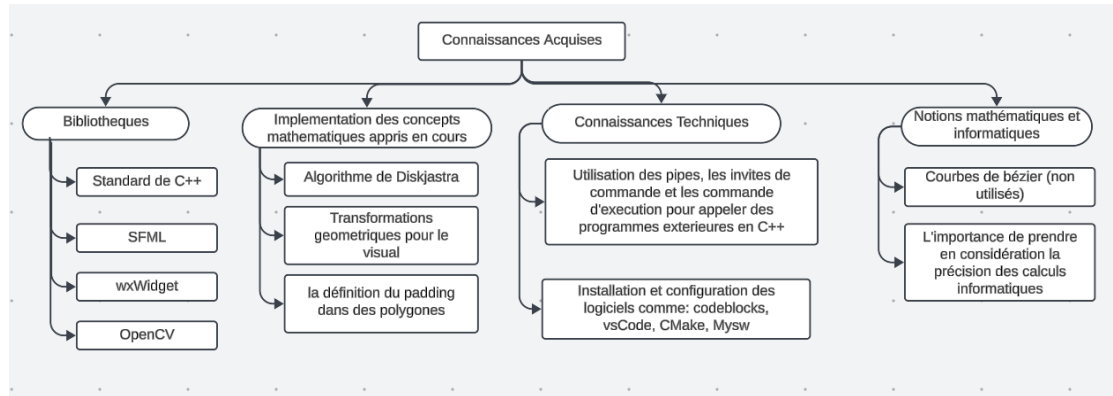 Connaissances Acquises
Bibliotheques
Standard de C++
SFML
wxWidget
OpenCV
Implementation des concepts
mathematiques appris en cours
Algorithme de Diskjastra
Transformations
geometriques pour le
visual
la définition du padding
dans des polygones
Connaissances Techniques
Utilisation des pipes, les invites de
commande et les commande
d'execution pour appeler des
programmes exterieures en C++
Installation et configuration des
logiciels comme: codeblocks,
vsCode, CMake, Mysw
Notions mathématiques et
informatiques
Courbes de bézier (non
utilisés)
L'importance de prendre
en considération la
précision des calculs
informatiques